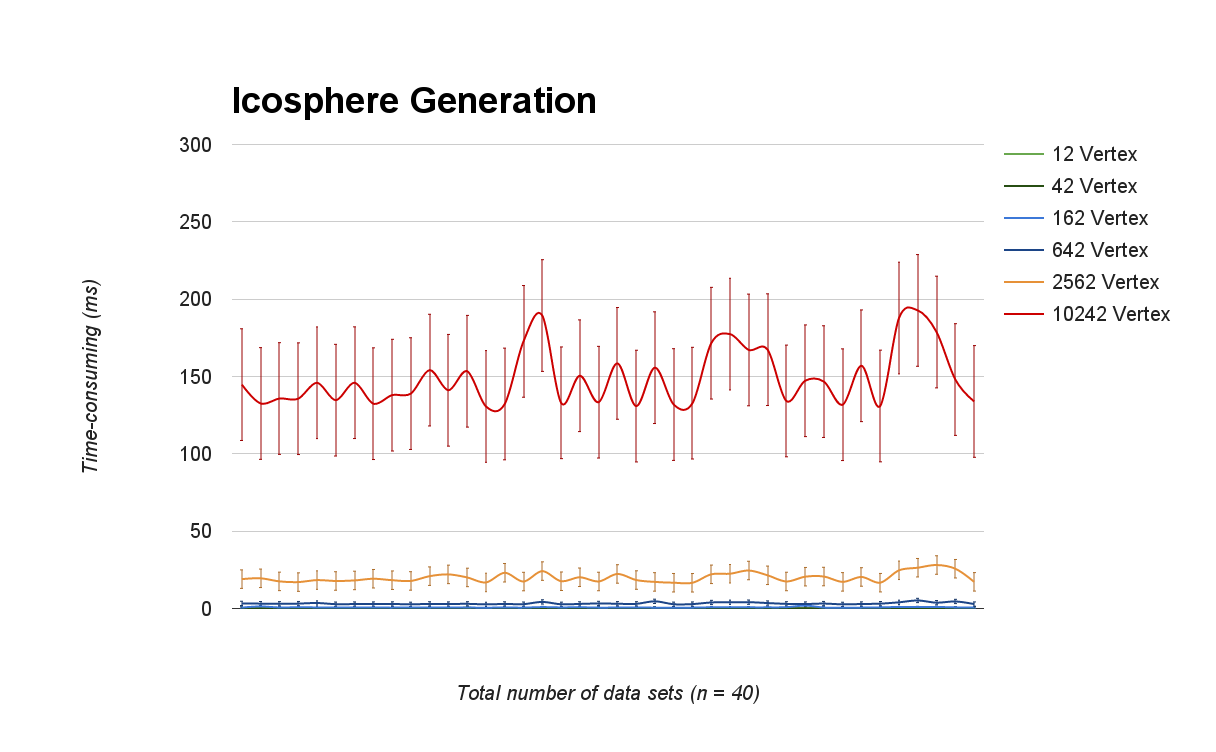 Icosphere Generation
300
250
200
150
100
50
0
Time-consuming (ms)
Total number of data sets (n = 40)
12 Vertex
42 Vertex
162 Vertex
642 Vertex
2562 Vertex
10242 Vertex